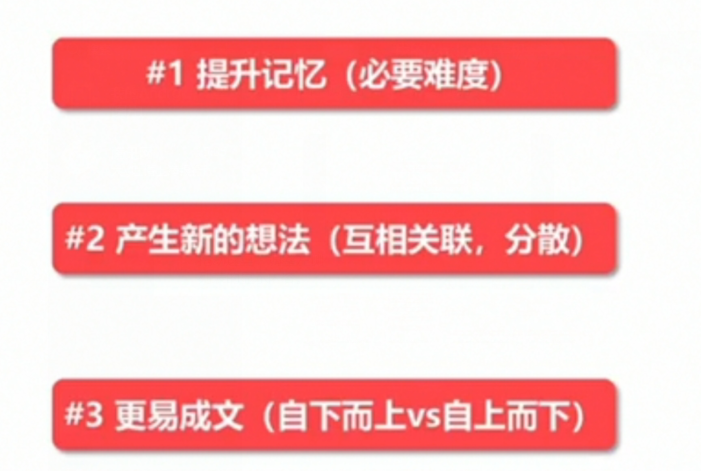 #1 提升记忆（必要难度）
#2 产生新的想法（互相关联，分散）
#3 更易成文（自下而上vs自上而下）